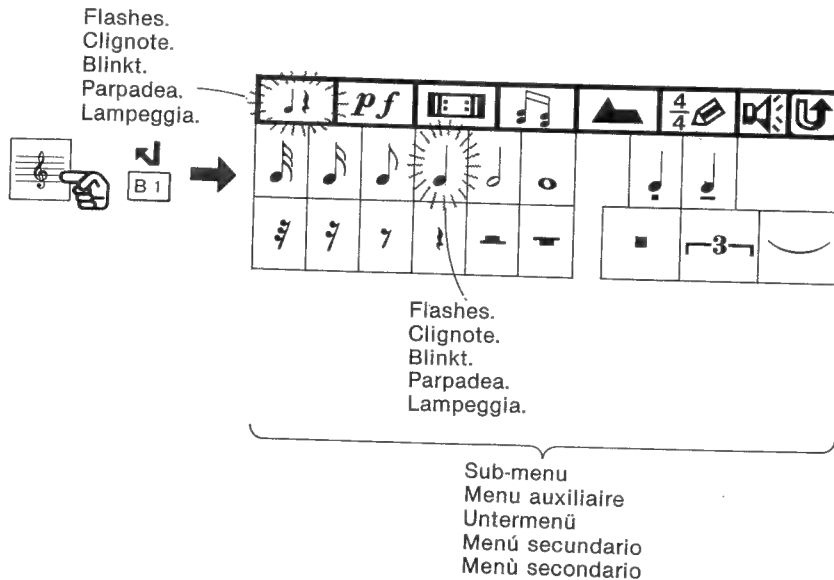 Flashes.
Clignote.
Blinkt.
Parpadea.
Lampeggia.
p f
4
4
B 1
3
Flashes.
Clignote.
Blinkt.
Parpadea.
Lampeggia.
Sub-menu
Menu auxiliaire
Untermenü
Menú secundario
Menù secondario